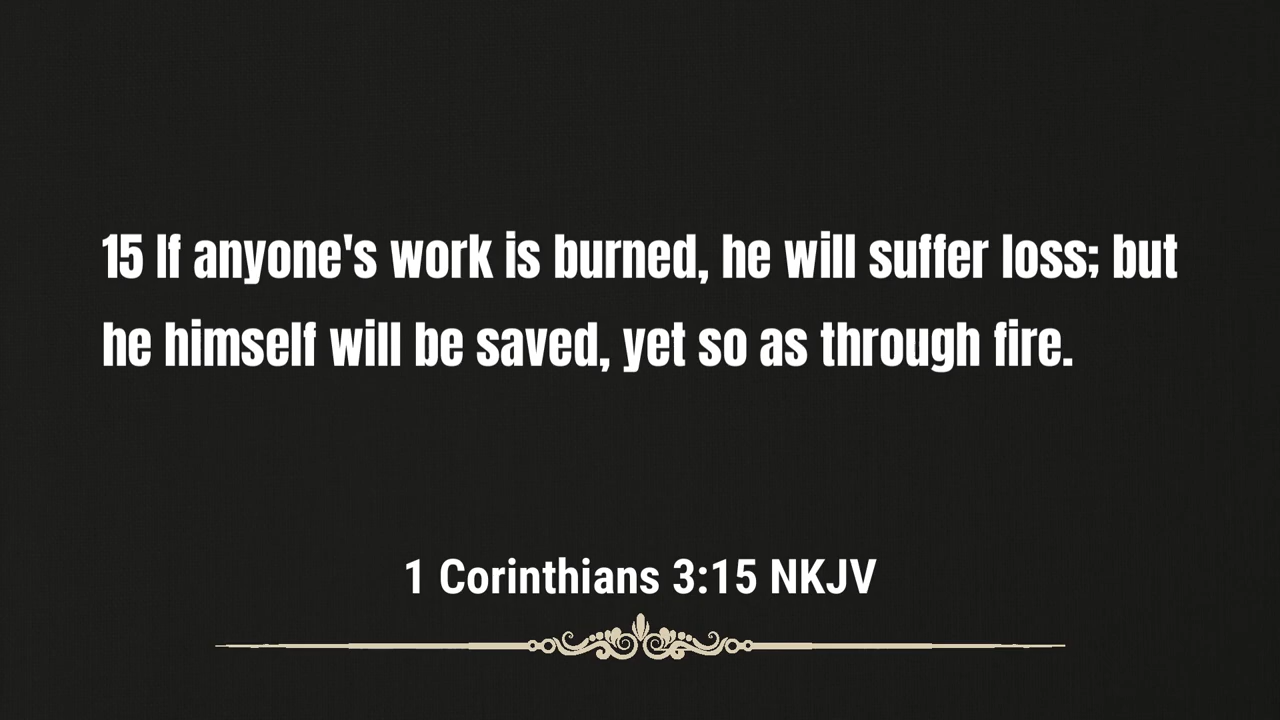 15 If anyone's work is burned, he will suffer loss; but
he himself will be saved, yet so as through fire.
1 Corinthians 3:15 NKJV